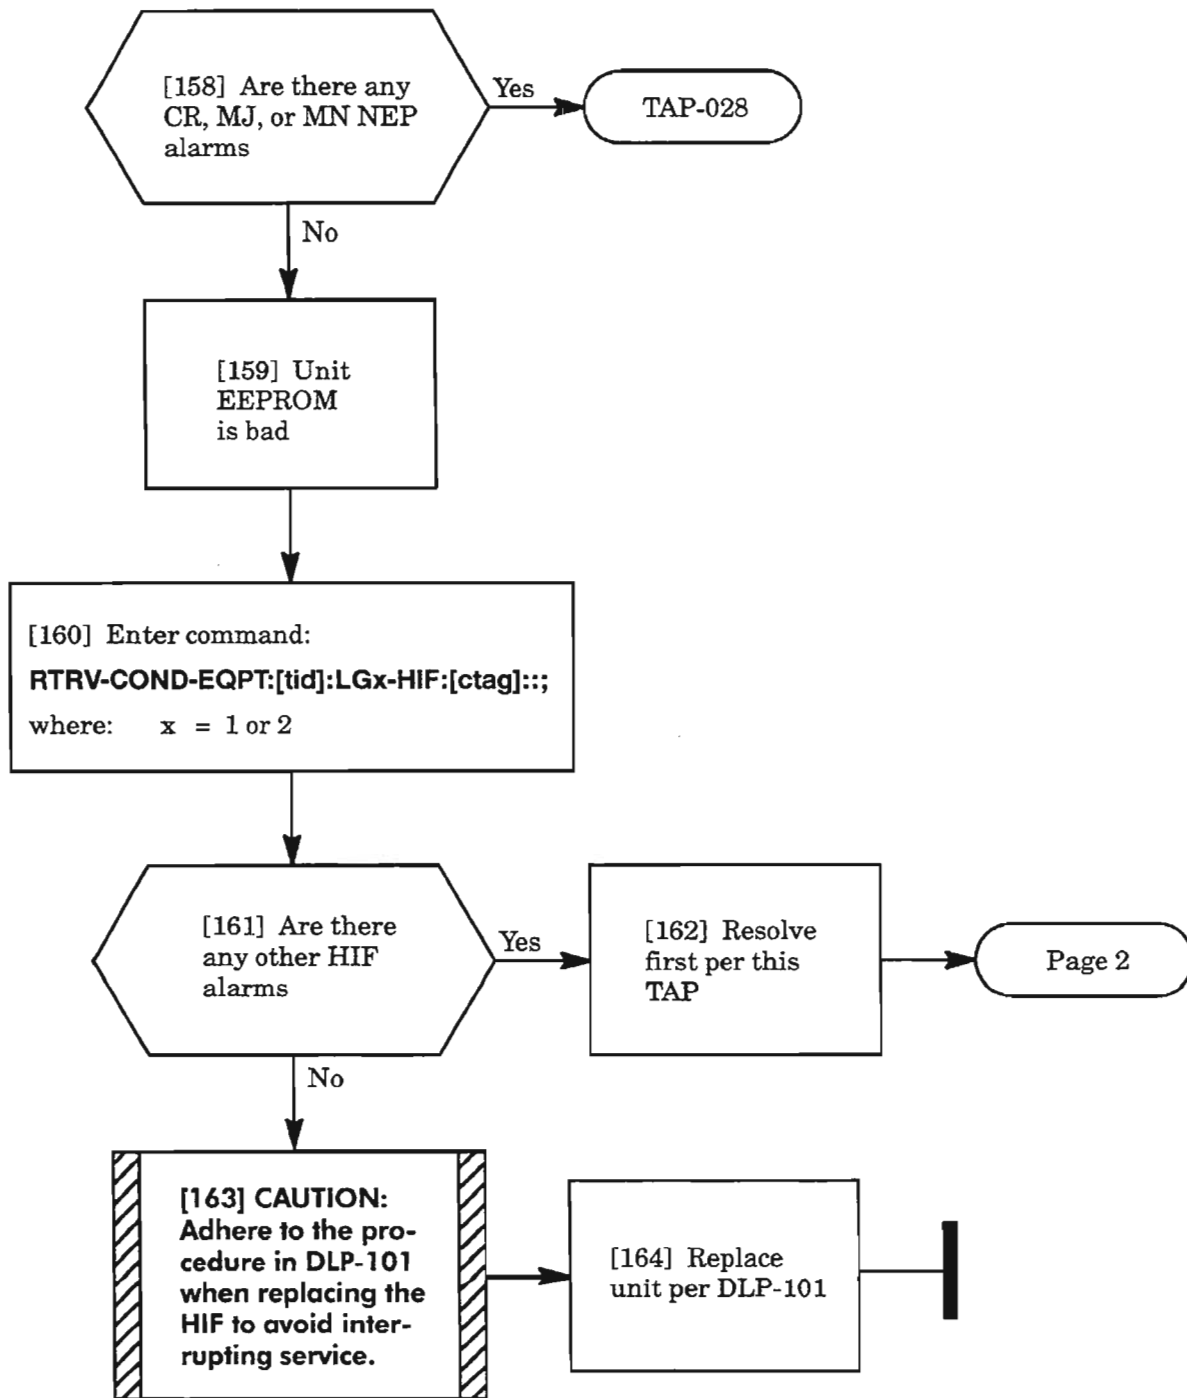 [158] Are there any
CR, MJ, or MN NEP
alarms
Yes
TAP-028
No
[159] Unit
EEPROM
is bad
[160] Enter command:
RTRV-COND-EQPT:[tid]:LGx-HIF:[ctag]::;
where: x = 1 or 2
[161] Are there
any other HIF
alarms
Yes
[162] Resolve
first per this
TAP
Page 2
No
[163] CAUTION:
Adhere to the pro-
cedure in DLP-101
when replacing the
HIF to avoid inter-
rupting service.
[164] Replace
unit per DLP-101